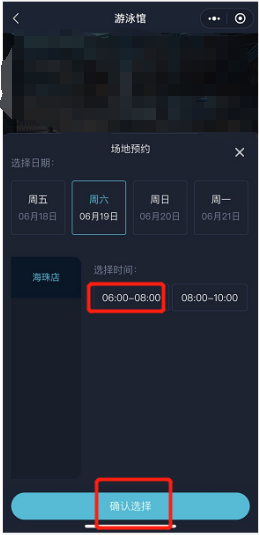 游泳馆
场地预约
选择日期:
周五 周六 周日 周一
06月18日 06月19日 06月20日 06月21日
海珠店
选择时间:
06:00-08:00 08:00-10:00
确认选择